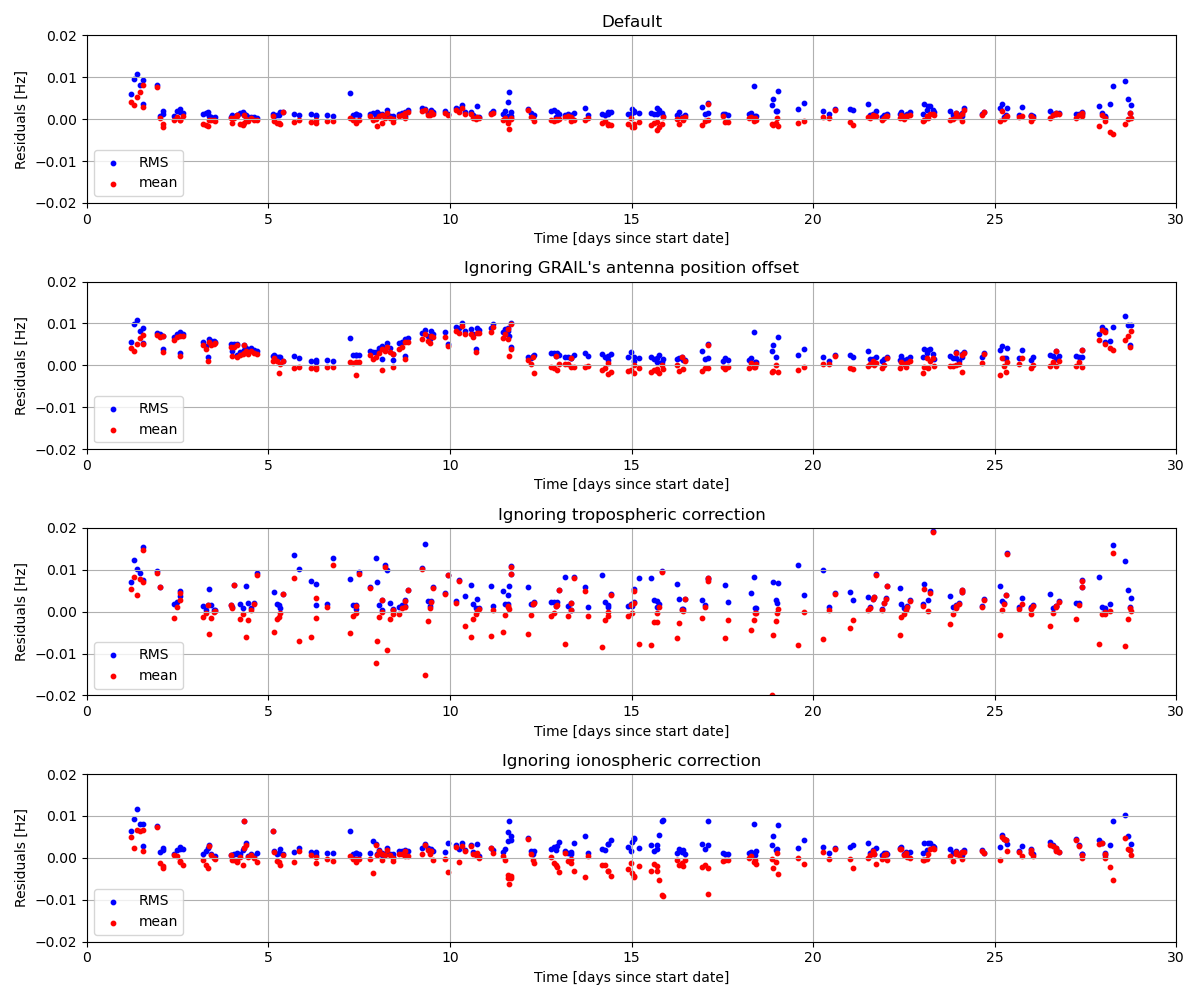 Default
0.02
0.01
0.00
−0.01
−0.02
Residuals [Hz]
RMS
mean
0 5 10 15 20 25 30
Time [days since start date]
Ignoring GRAIL's antenna position offset
0.02
0.01
0.00
−0.01
−0.02
Residuals [Hz]
RMS
mean
0 5 10 15 20 25 30
Time [days since start date]
Ignoring tropospheric correction
0.02
0.01
0.00
−0.01
−0.02
Residuals [Hz]
RMS
mean
0 5 10 15 20 25 30
Time [days since start date]
Ignoring ionospheric correction
0.02
0.01
0.00
−0.01
−0.02
Residuals [Hz]
RMS
mean
0 5 10 15 20 25 30
Time [days since start date]